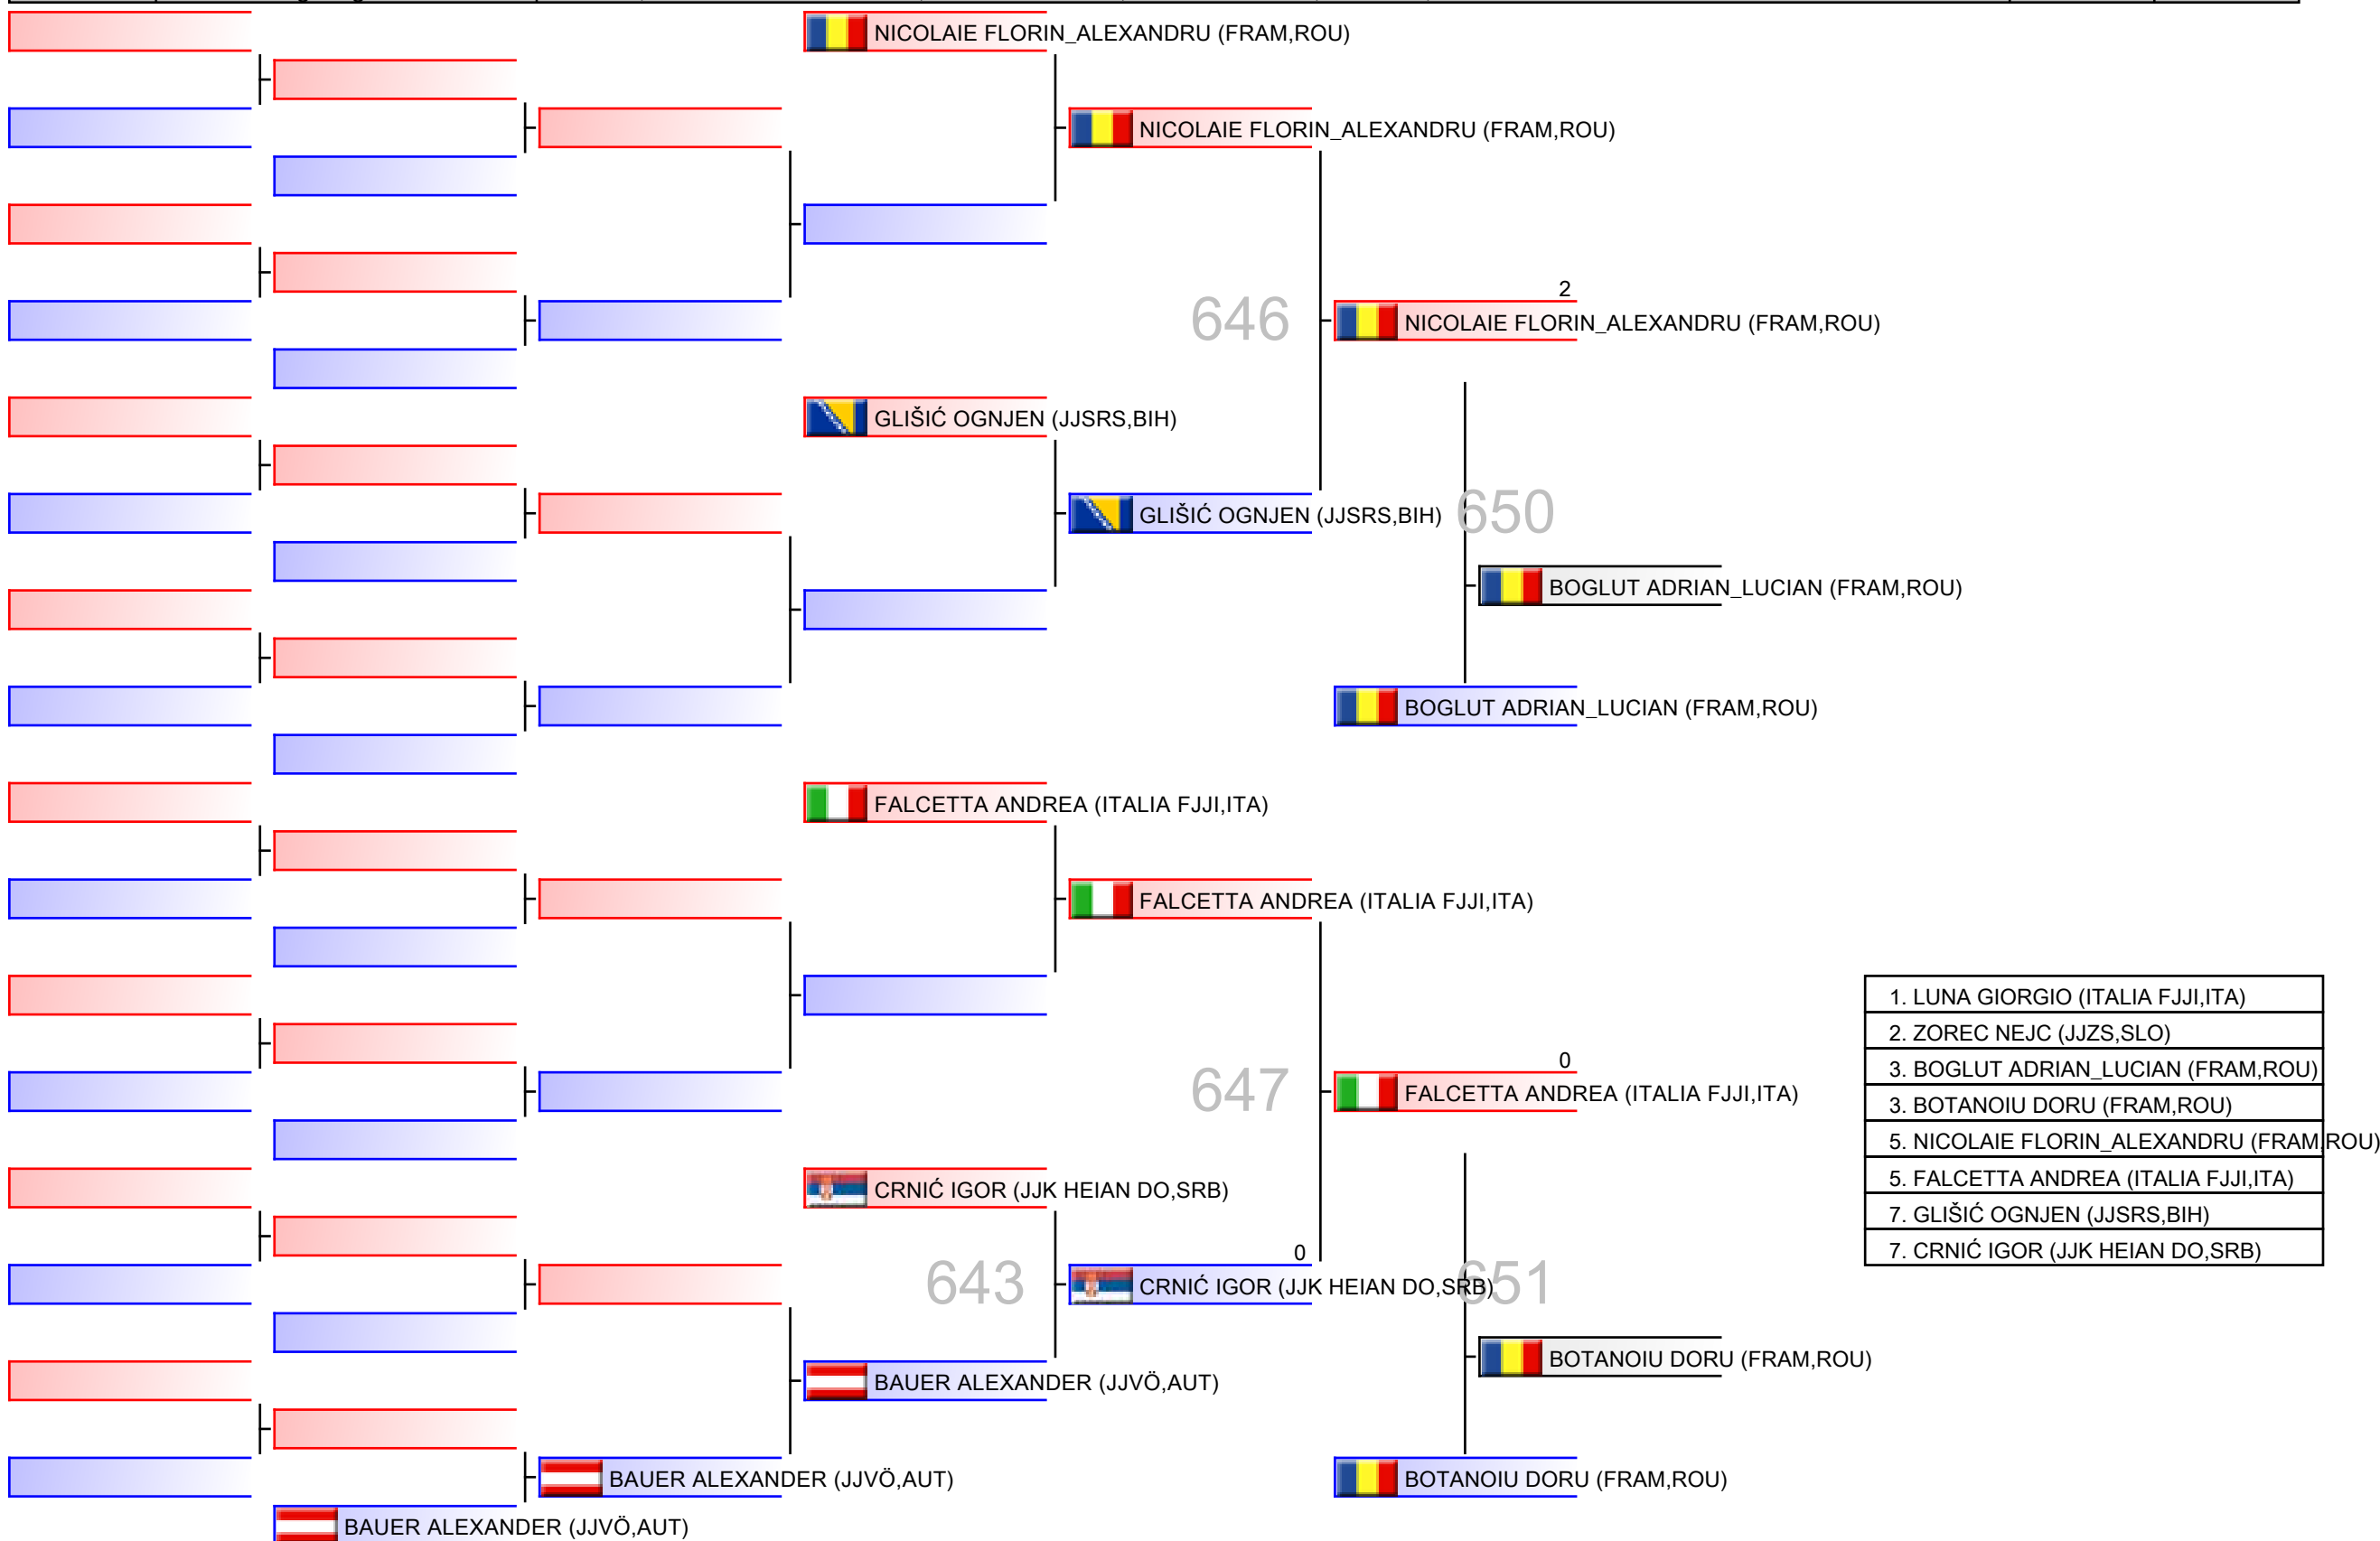 NICOLAIE FLORIN_ALEXANDRU (FRAM,ROU)
NICOLAIE FLORIN_ALEXANDRU (FRAM,ROU)
646
2
NICOLAIE FLORIN_ALEXANDRU (FRAM,ROU)
GLIŠIĆ OGNJEN (JJSRS,BIH)
GLIŠIĆ OGNJEN (JJSRS,BIH)
650
BOGLUT ADRIAN_LUCIAN (FRAM,ROU)
BOGLUT ADRIAN_LUCIAN (FRAM,ROU)
FALCETTA ANDREA (ITALIA FJJI,ITA)
FALCETTA ANDREA (ITALIA FJJI,ITA)
647
0
FALCETTA ANDREA (ITALIA FJJI,ITA)
CRNIĆ IGOR (JJK HEIAN DO,SRB)
643
0
CRNIĆ IGOR (JJK HEIAN DO,SRB)
651
BOTANOIU DORU (FRAM,ROU)
BAUER ALEXANDER (JJVÖ,AUT)
BAUER ALEXANDER (JJVÖ,AUT)
BOTANOIU DORU (FRAM,ROU)
BAUER ALEXANDER (JJVÖ,AUT)
1. LUNA GIORGIO (ITALIA FJJI,ITA)
2. ZOREC NEJC (JJZS,SLO)
3. BOGLUT ADRIAN_LUCIAN (FRAM,ROU)
3. BOTANOIU DORU (FRAM,ROU)
5. NICOLAIE FLORIN_ALEXANDRU (FRAM,ROU)
5. FALCETTA ANDREA (ITALIA FJJI,ITA)
7. GLIŠIĆ OGNJEN (JJSRS,BIH)
7. CRNIĆ IGOR (JJK HEIAN DO,SRB)